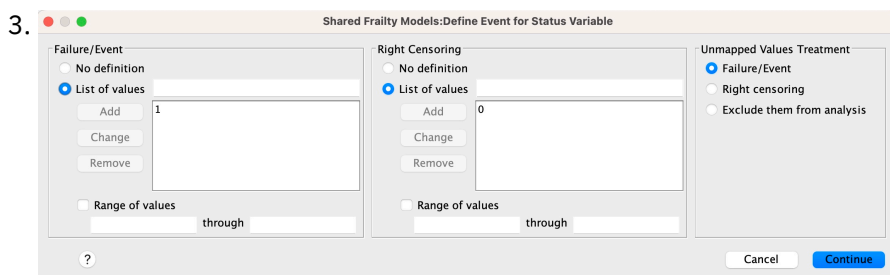 3.
Shared Frailty Models:Define Event for Status Variable
Failure/Event
No definition
List of values
Add
1
Change
Remove
Range of values
through
Right Censoring
No definition
List of values
Add
0
Change
Remove
Range of values
through
Unmapped Values Treatment
Failure/Event
Right censoring
Exclude them from analysis
?
Cancel
Continue